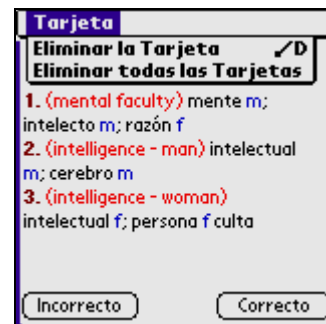 Tarjeta
Eliminar la Tarjeta ✓D
Eliminar todas las Tarjetas
1. (mental faculty) mente m;
intelecto m; razón f
2. (intelligence - man) intelectual
m; cerebro m
3. (intelligence - woman)
intelectual f; persona f culta
Incorrecto Correcto